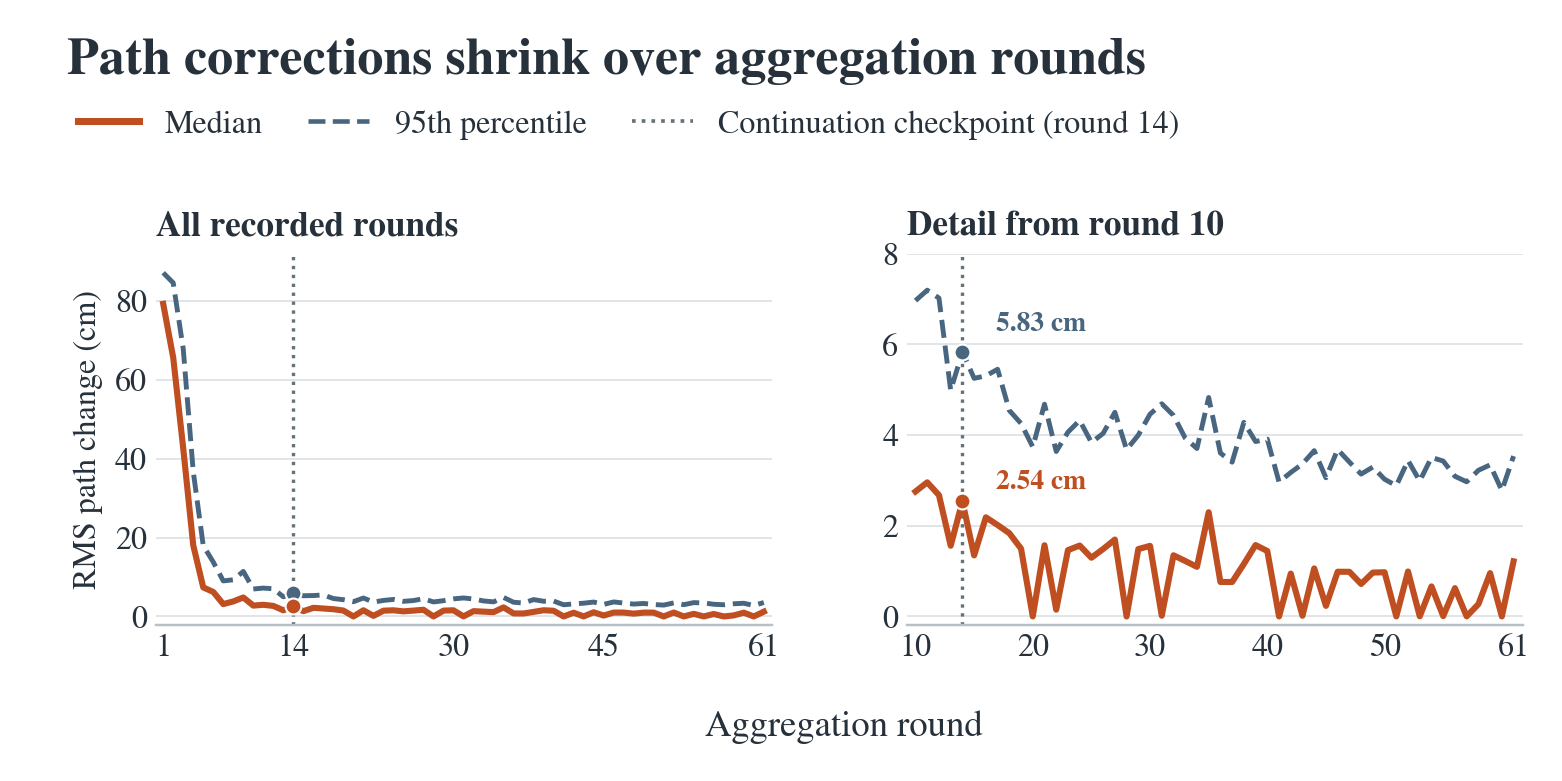 Path corrections shrink over aggregation rounds
Median 95th percentile Continuation checkpoint (round 14)
All recorded rounds
RMS path change (cm)
80
60
40
20
0
1 14 30 45 61
Detail from round 10
8
6
4
2
0
5.83 cm
2.54 cm
10 20 30 40 50 61
Aggregation round